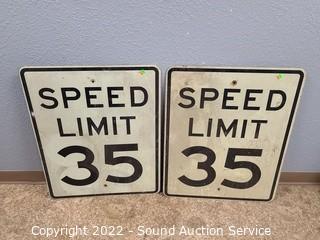 SPEED
LIMIT
35
SPEED
LIMIT
35
Copyright 2022 - Sound Auction Service